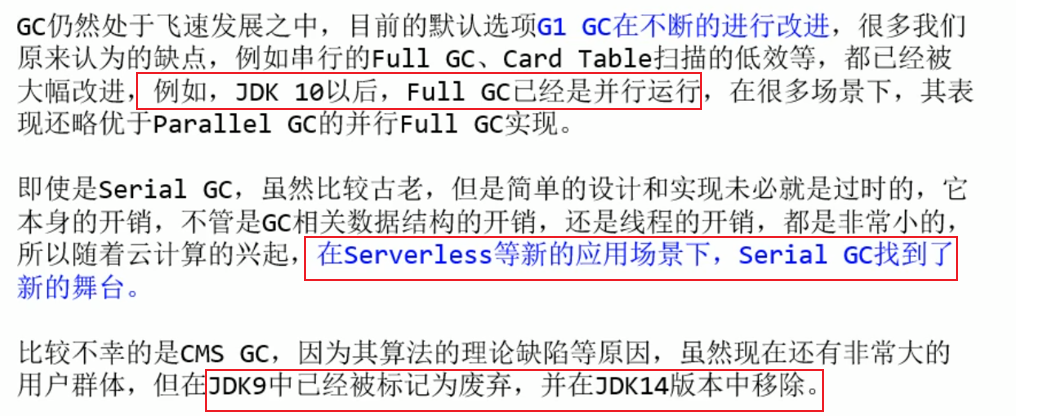 GC仍然处于飞速发展之中，目前的默认选项G1 GC在不断的进行改进，很多我们
原来认为的缺点，例如串行的Full GC、Card Table扫描的低效等，都已经被
大幅改进，例如，JDK 10以后，Full GC已经是并行运行，在很多场景下，其表
现还略优于Parallel GC的并行Full GC实现。
即使是Serial GC，虽然比较古老，但是简单的设计和实现未必就是过时的，它
本身的开销，不管是GC相关数据结构的开销，还是线程的开销，都是非常小的，
所以随着云计算的兴起，在Serverless等新的应用场景下，Serial GC找到了
新的舞台。
比较不幸的是CMS GC，因为其算法的理论缺陷等原因，虽然现在还有非常大的
用户群体，但在JDK9中已经被标记为废弃，并在JDK14版本中移除。